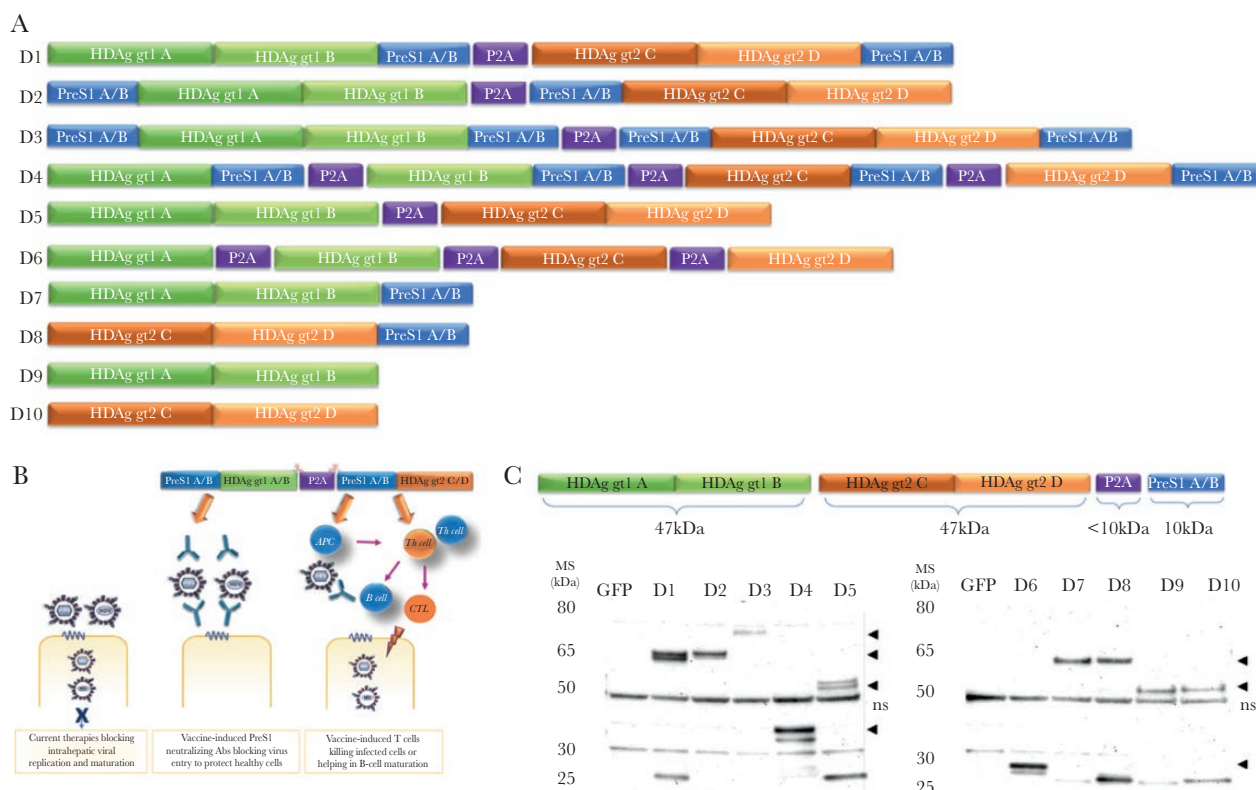 A
D1 HDAg gt1 A HDAg gt1 B PreS1 A/B P2A HDAg gt2 C HDAg gt2 D PreS1 A/B
D2 PreS1 A/B HDAg gt1 A HDAg gt1 B P2A PreS1 A/B HDAg gt2 C HDAg gt2 D
D3 PreS1 A/B HDAg gt1 A HDAg gt1 B PreS1 A/B P2A PreS1 A/B HDAg gt2 C HDAg gt2 D PreS1 A/B
D4 HDAg gt1 A PreS1 A/B P2A HDAg gt1 B PreS1 A/B P2A HDAg gt2 C PreS1 A/B P2A HDAg gt2 D PreS1 A/B
D5 HDAg gt1 A HDAg gt1 B P2A HDAg gt2 C HDAg gt2 D
D6 HDAg gt1 A P2A HDAg gt1 B P2A HDAg gt2 C P2A HDAg gt2 D
D7 HDAg gt1 A HDAg gt1 B PreS1 A/B
D8 HDAg gt2 C HDAg gt2 D PreS1 A/B
D9 HDAg gt1 A HDAg gt1 B
D10 HDAg gt2 C HDAg gt2 D
B
PreS1 A/B HDAg gt1 A/B P2A PreS1 A/B HDAg gt2 C/D
APC Th cell Th cell
B cell CTL
Current therapies blocking
intrahepatic viral
replication and maturation
Vaccine-induced PreS1
neutralizing Abs blocking virus
entry to protect healthy cells
Vaccine-induced T cells
killing infected cells or
helping in B-cell maturation
C
HDAg gt1 A HDAg gt1 B HDAg gt2 C HDAg gt2 D P2A PreS1 A/B
47kDa 47kDa <10kDa 10kDa
MS
(kDa)
GFP D1 D2 D3 D4 D5
80
65
50
ns
30
25
MS
(kDa)
GFP D6 D7 D8 D9 D10
80
65
50
ns
30
25